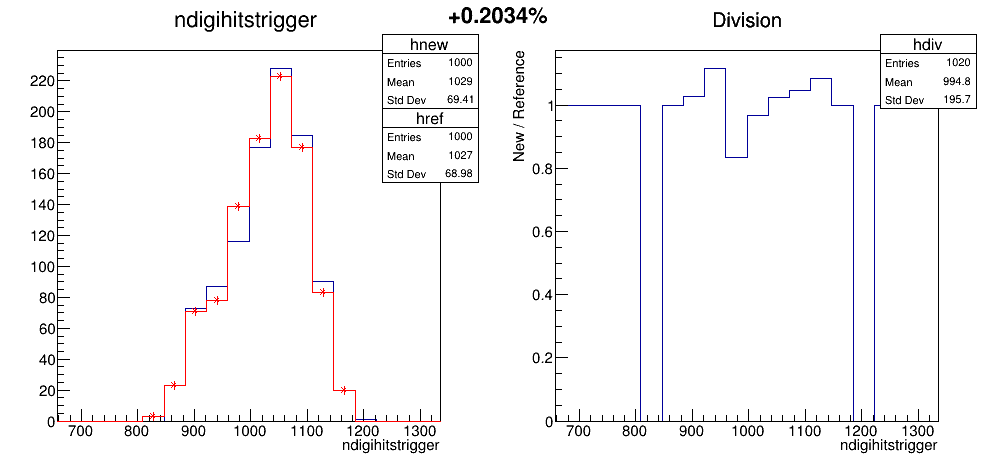 +0.2034%
ndigihitstrigger
hnew
Entries 1000
Mean 1029
Std Dev 69.41
href
Entries 1000
Mean 1027
Std Dev 68.98
220
200
180
160
140
120
100
80
60
40
20
0
700 800 900 1000 1100 1200 1300
ndigihitstrigger
Division
hdiv
Entries 1020
Mean 994.8
Std Dev 195.7
New / Reference
1
0.8
0.6
0.4
0.2
0
700 800 900 1000 1100 1200 1300
ndigihitstrigger